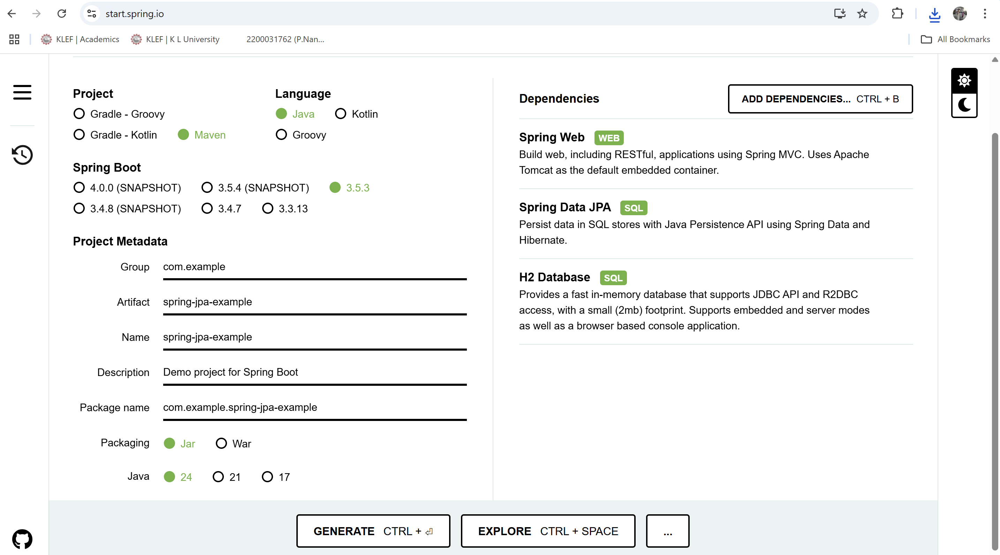 start.spring.io
KLEF | Academics
KLEF | K L University
2200031762 (P.Nan...
All Bookmarks
Project
Gradle - Groovy
Gradle - Kotlin
Maven
Language
Java
Kotlin
Groovy
Spring Boot
4.0.0 (SNAPSHOT)
3.5.4 (SNAPSHOT)
3.5.3
3.4.8 (SNAPSHOT)
3.4.7
3.3.13
Project Metadata
Group
com.example
Artifact
spring-jpa-example
Name
spring-jpa-example
Description
Demo project for Spring Boot
Package name
com.example.spring-jpa-example
Packaging
Jar
War
Java
24
21
17
Dependencies
ADD DEPENDENCIES... CTRL + B
Spring Web WEB
Build web, including RESTful, applications using Spring MVC. Uses Apache
Tomcat as the default embedded container.
Spring Data JPA SQL
Persist data in SQL stores with Java Persistence API using Spring Data and
Hibernate.
H2 Database SQL
Provides a fast in-memory database that supports JDBC API and R2DBC
access, with a small (2mb) footprint. Supports embedded and server modes
as well as a browser based console application.
GENERATE CTRL + ⏎
EXPLORE CTRL + SPACE
...